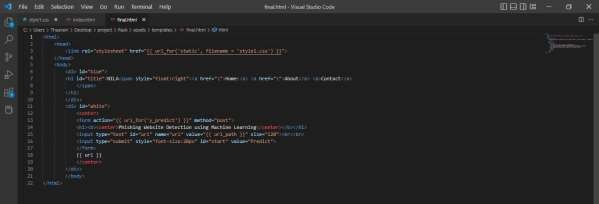 File Edit Selection View Go Run Terminal Help
final.html - Visual Studio Code
style1.css index.html final.html
C: > Users > > Desktop > project > Flask > assets > templates > final.html > html
1 <html>
2 <head>
3 <link rel="stylesheet" href="{{ url_for('static', filename = 'style1.css') }}">
4 </head>
5 <body>
6 <div id="blue">
7 <h1 id="title">NILA<span style="float:right"><a href="">Home</a> <a href="">About</a> <a>Contact</a>
8 </span>
9 </h1>
10 </div>
11 <div id="white">
12 <center>
13 <form action="{{ url_for('y_predict') }}" method="post">
14 <h1><b><center>Phishing Website Detection using Machine Learning</center></b></h1>
15 <input type="text" id="url" name="url" value="{{ url_path }}" size="120"><br><br>
16 <input type="submit" style="font-size:20px" id="start" value="Predict">
17 </form>
18 {{ url }}
19 </center>
20 </div>
21 </body>
22 </html>